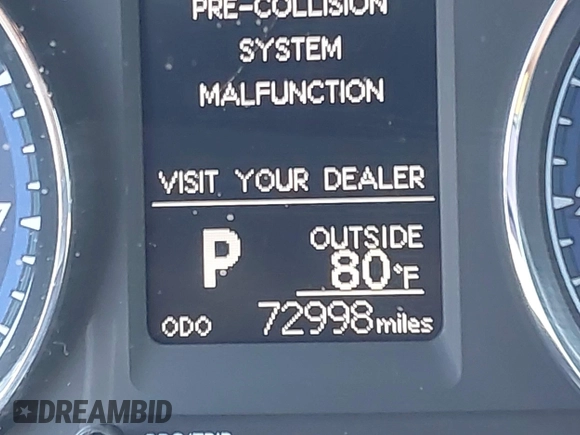 PRE-COLLISION
SYSTEM
MALFUNCTION
VISIT YOUR DEALER
P
OUTSIDE
80°F
ODO 72998 miles
DREAMBID